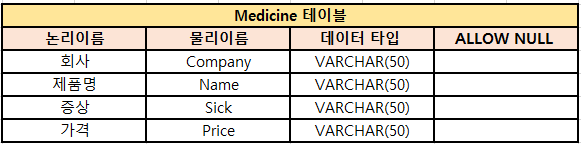 Medicine 테이블
논리이름 물리이름 데이터 타입 ALLOW NULL
회사 Company VARCHAR(50)
제품명 Name VARCHAR(50)
증상 Sick VARCHAR(50)
가격 Price VARCHAR(50)